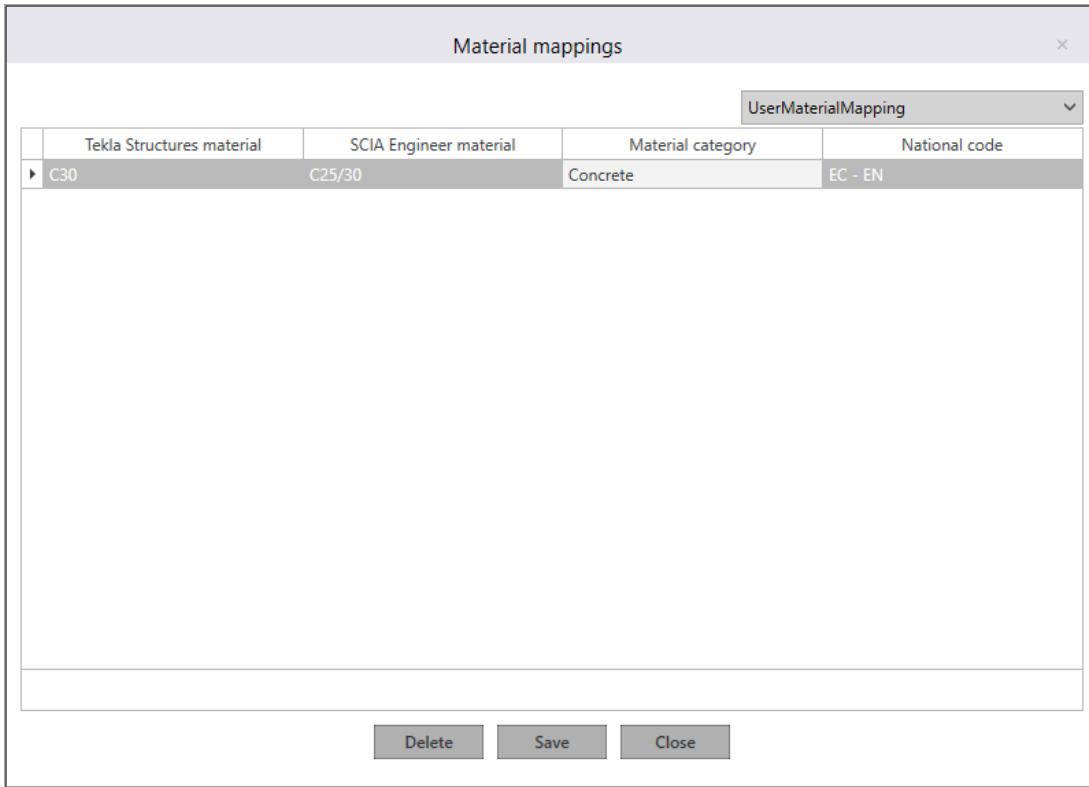 Material mappings
UserMaterialMapping
Tekla Structures material SCIA Engineer material Material category National code
C30 C25/30 Concrete EC - EN
Delete Save Close